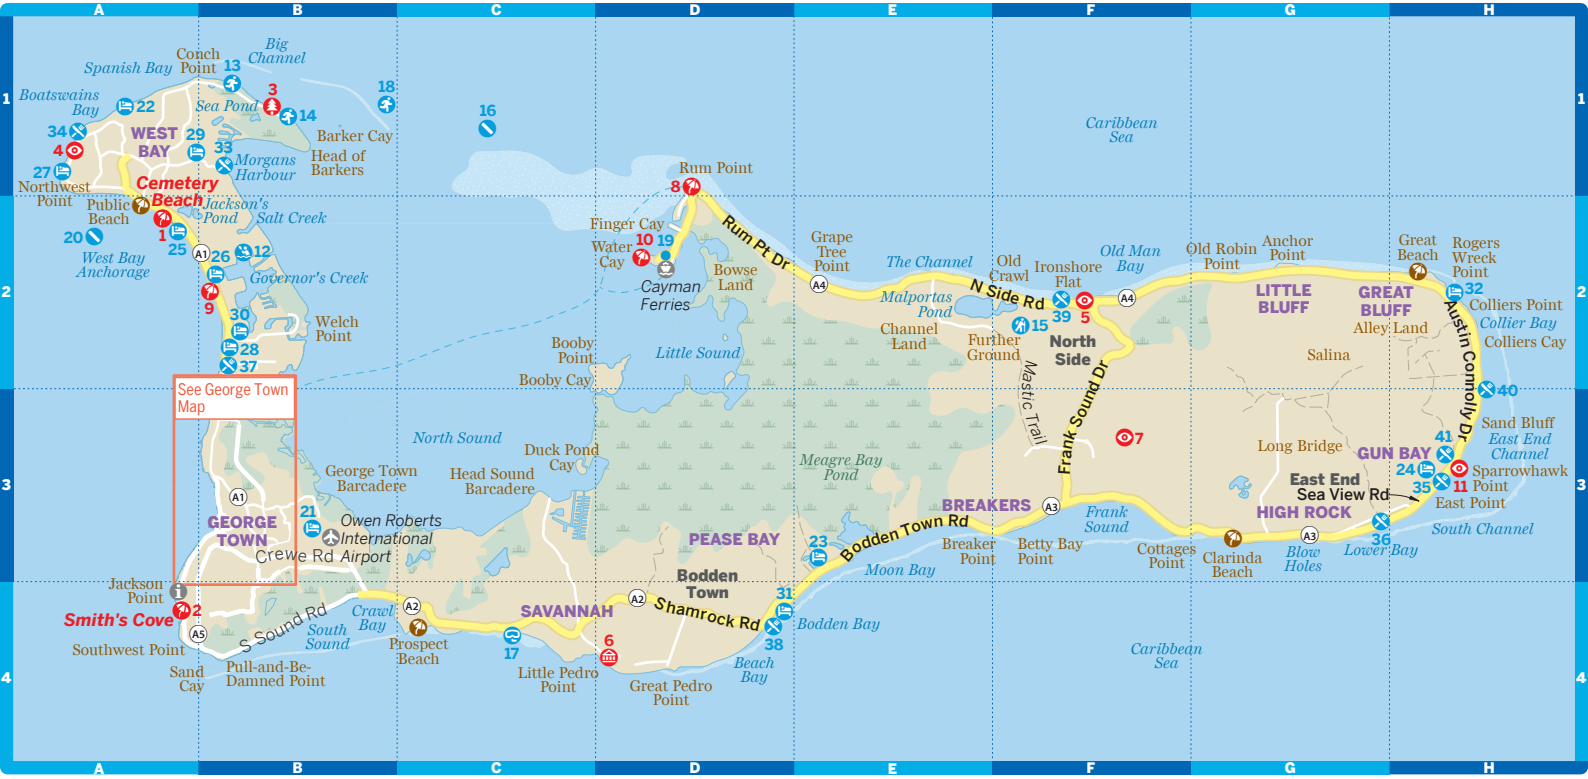 A B C D E F G H
1
1
2
2
3
3
4
4
Big
Channel
Conch
Point
Spanish Bay
13
3
18
Boatswains
Bay
22
Sea Pond
14
16
34
WEST
BAY
29
Barker Cay
4
33
Morgans
Harbour
Head of
Barkers
27
Northwest
Point
Cemetery
Beach
Public
Beach
Jackson's
Pond
Salt Creek
1
20
25
A1
12
West Bay
Anchorage
26
Governor's Creek
9
30
Welch
Point
28
37
See George Town
Map
Caribbean
Sea
Rum Point
8
Finger Cay
Water
Cay
10
19
Rum Pt Dr
Cayman
Ferries
Bowse
Land
Grape
Tree
Point
A4
The Channel
Malportas
Pond
Old
Crawl
Ironshore
Flat
Old Man
Bay
N Side Rd
39
5
A4
Channel
Land
15
Further
Ground
North
Side
Old Robin
Point
Anchor
Point
Great
Beach
Rogers
Wreck
Point
LITTLE
BLUFF
GREAT
BLUFF
32
Colliers Point
Alley Land
Collier Bay
Colliers Cay
Salina
Austin Connolly Dr
Booby
Point
Booby Cay
Little Sound
Mastic Trail
Frank Sound Dr
40
North Sound
Duck Pond
Cay
Head Sound
Barcadere
Meagre Bay
Pond
7
Sand Bluff
41
East End
Channel
Long Bridge
GUN BAY
24
35
11
Sparrowhawk
Point
East End
Sea View Rd
East Point
HIGH ROCK
36
South Channel
Lower Bay
George Town
Barcadere
A1
21
GEORGE
TOWN
Owen Roberts
International
Airport
Crewe Rd
PEASE BAY
23
Bodden Town Rd
BREAKERS
A3
Frank
Sound
A3
Blow
Holes
Clarinda
Beach
Cottages
Point
Breaker
Point
Betty Bay
Point
Moon Bay
Jackson
Point
2
Smith's Cove
A5
Southwest Point
S Sound Rd
Crawl
Bay
South
Sound
A2
Sand
Cay
Pull-and-Be-
Damned Point
Prospect
Beach
SAVANNAH
17
6
Little Pedro
Point
A2
Bodden
Town
Shamrock Rd
31
38
Bodden Bay
Beach
Bay
Great Pedro
Point
Caribbean
Sea
A B C D E F G H